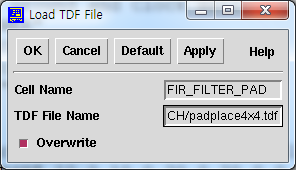 Load TDF File
OK Cancel Default Apply Help
Cell Name FIR_FILTER_PAD
TDF File Name CH/padplace4x4.tdf
Overwrite